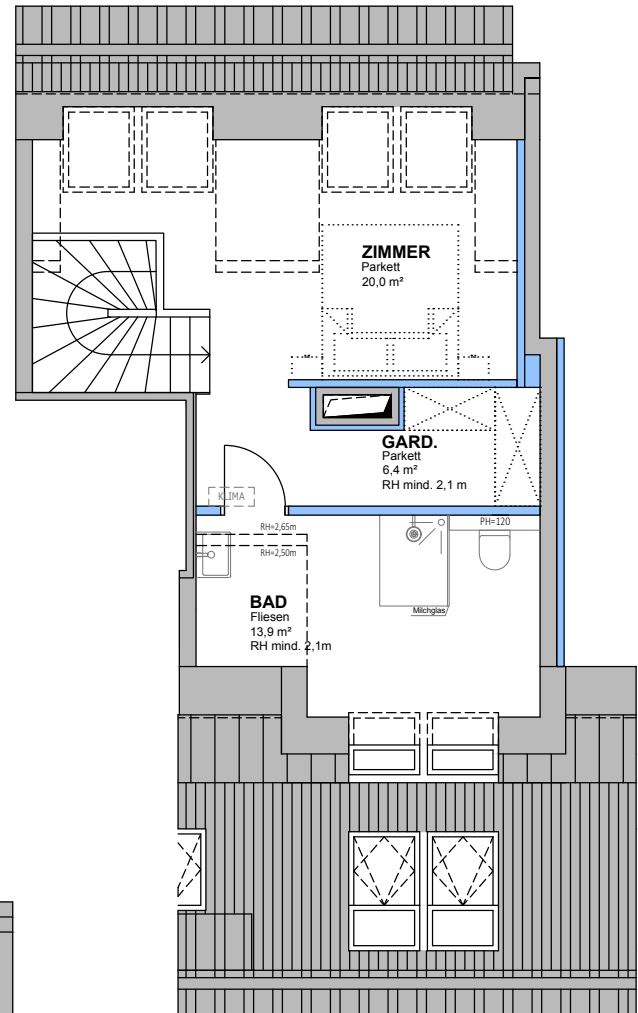 ZIMMER
Parkett
20,0 m²
GARD.
Parkett
6,4 m²
RH mind. 2,1 m
KLIMA
RH=2,65m
RH=2,50m
PH=120
BAD
Fliesen
13,9 m²
RH mind. 2,1m
Milchglas